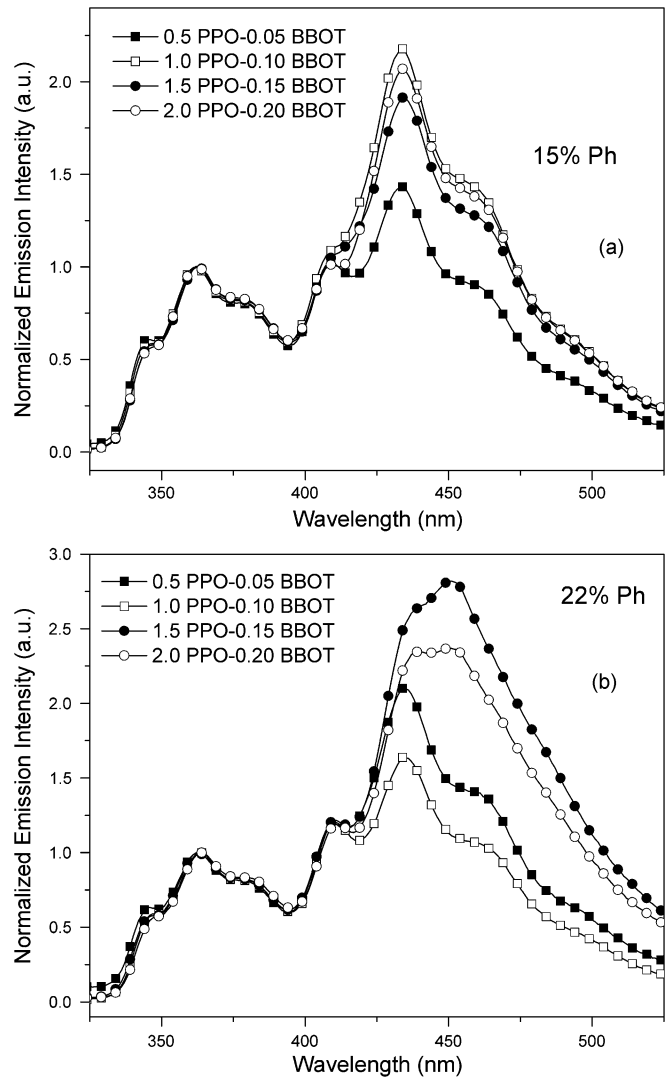 0.5 PPO-0.05 BBOT
1.0 PPO-0.10 BBOT
1.5 PPO-0.15 BBOT
2.0 PPO-0.20 BBOT
15% Ph
(a)
Normalized Emission Intensity (a.u.)
2.0
1.5
1.0
0.5
0.0
350
400
450
500
Wavelength (nm)
0.5 PPO-0.05 BBOT
1.0 PPO-0.10 BBOT
1.5 PPO-0.15 BBOT
2.0 PPO-0.20 BBOT
22% Ph
(b)
Normalized Emission Intensity (a.u.)
3.0
2.5
2.0
1.5
1.0
0.5
0.0
350
400
450
500
Wavelength (nm)